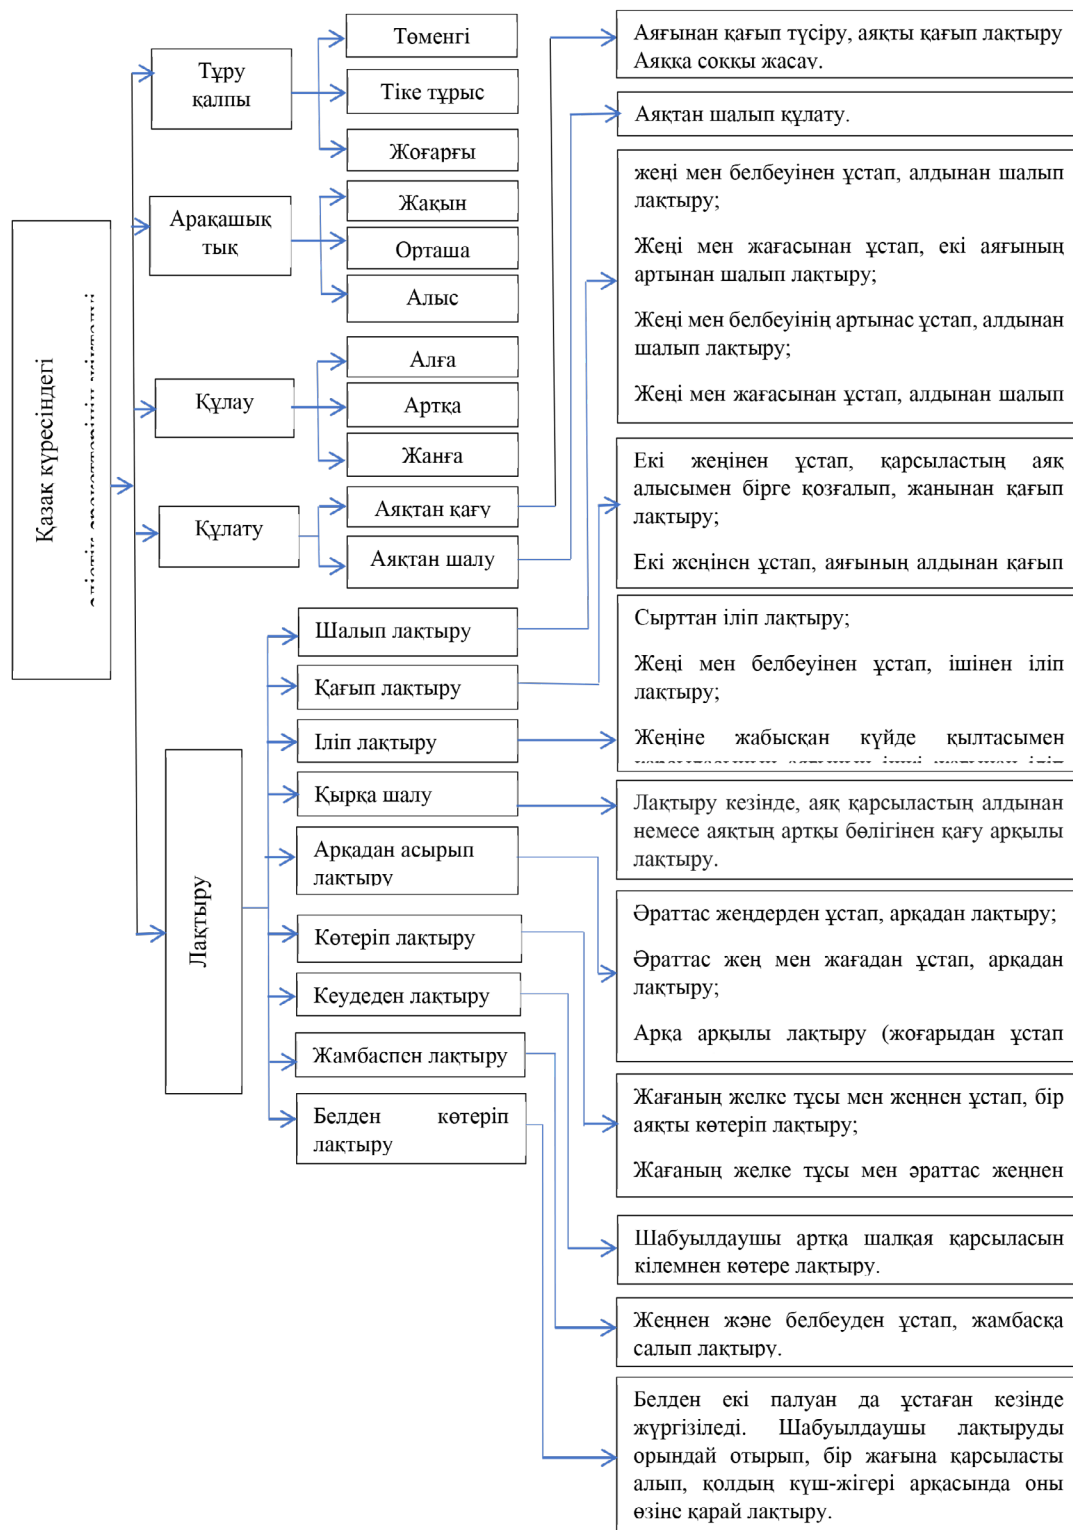 Қазақ күресіндегі
Тұру
қалпы
Төменгі
Тіке тұрыс
Жоғарғы
Арақашық
тық
Жақын
Орташа
Алыс
Құлау
Алға
Артқа
Жанға
Құлату
Аяқтан қағу
Аяқтан шалу
Лақтыру
Шалып лақтыру
Қағып лақтыру
Іліп лақтыру
Қырқа шалу
Арқадан асырып
лақтыру
Көтеріп лақтыру
Кеудеден лақтыру
Жамбаспен лақтыру
Белден көтеріп
лақтыру
Аяғынан қағып түсіру, аяқты қағып лақтыру
Аяққа соққы жасау.
Аяқтан шалып құлату.
жеңі мен белбеуінен ұстап, алдынан шалып
лақтыру;
Жеңі мен жағасынан ұстап, екі аяғының
артынан шалып лақтыру;
Жеңі мен белбеуінің артынас ұстап, алдынан
шалып лақтыру;
Жеңі мен жағасынан ұстап, алдынан шалып
Екі жеңінен ұстап, қарсыластың аяқ
алысымен бірге қозғалып, жанынан қағып
лақтыру;
Екі жеңінен ұстап, аяғының алдынан қағып
Сырттан іліп лақтыру;
Жеңі мен белбеуінен ұстап, ішінен іліп
лақтыру;
Жеңіне жабысқан күйде қылтасымен
Лақтыру кезінде, аяқ қарсыластың алдынан
немесе аяқтың артқы бөлігінен қағу арқылы
лақтыру.
Әраттас жеңдерден ұстап, арқадан лақтыру;
Әраттас жең мен жағадан ұстап, арқадан
лақтыру;
Арқа арқылы лақтыру (жоғарыдан ұстап
Жағаның желке тұсы мен жеңнен ұстап, бір
аяқты көтеріп лақтыру;
Жағаның желке тұсы мен әраттас жеңнен
Шабуылдаушы артқа шалқая қарсыласын
кілемнен көтере лақтыру.
Жеңнен және белбеуден ұстап, жамбасқа
салып лақтыру.
Белден екі палуан да ұстаған кезінде
жүргізіледі. Шабуылдаушы лақтыруды
орындай отырып, бір жағына қарсыласты
алып, қолдың күш-жігері арқасында оны
өзінс қарай лақтыру.